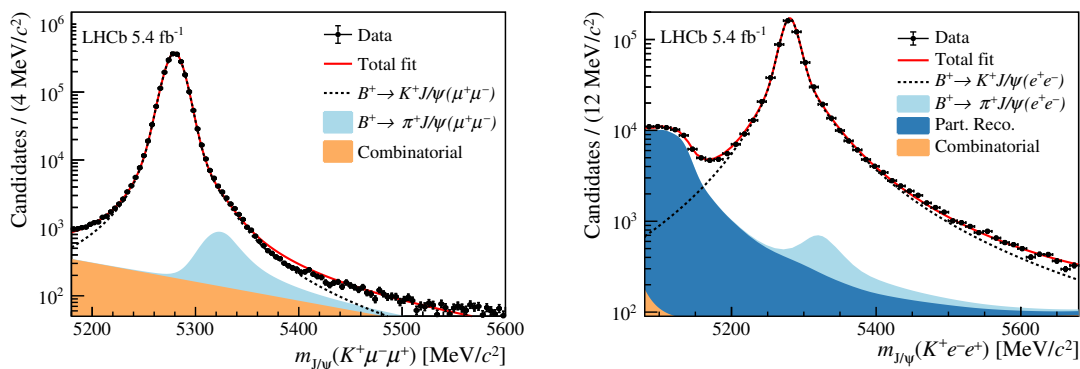 LHCb 5.4 fb⁻¹
Data
Total fit
B⁺→ K⁺J/ψ(μ⁺μ⁻)
B⁺→ π⁺J/ψ(μ⁺μ⁻)
Combinatorial
Candidates / (4 MeV/c²)
10⁶
10⁵
10⁴
10³
10²
5200 5300 5400 5500 5600
m_J/ψ(K⁺μ⁻μ⁺) [MeV/c²]
LHCb 5.4 fb⁻¹
Data
Total fit
B⁺→ K⁺J/ψ(e⁺e⁻)
B⁺→ π⁺J/ψ(e⁺e⁻)
Part. Reco.
Combinatorial
Candidates / (12 MeV/c²)
10⁵
10⁴
10³
10²
5200 5400 5600
m_J/ψ(K⁺e⁻e⁺) [MeV/c²]